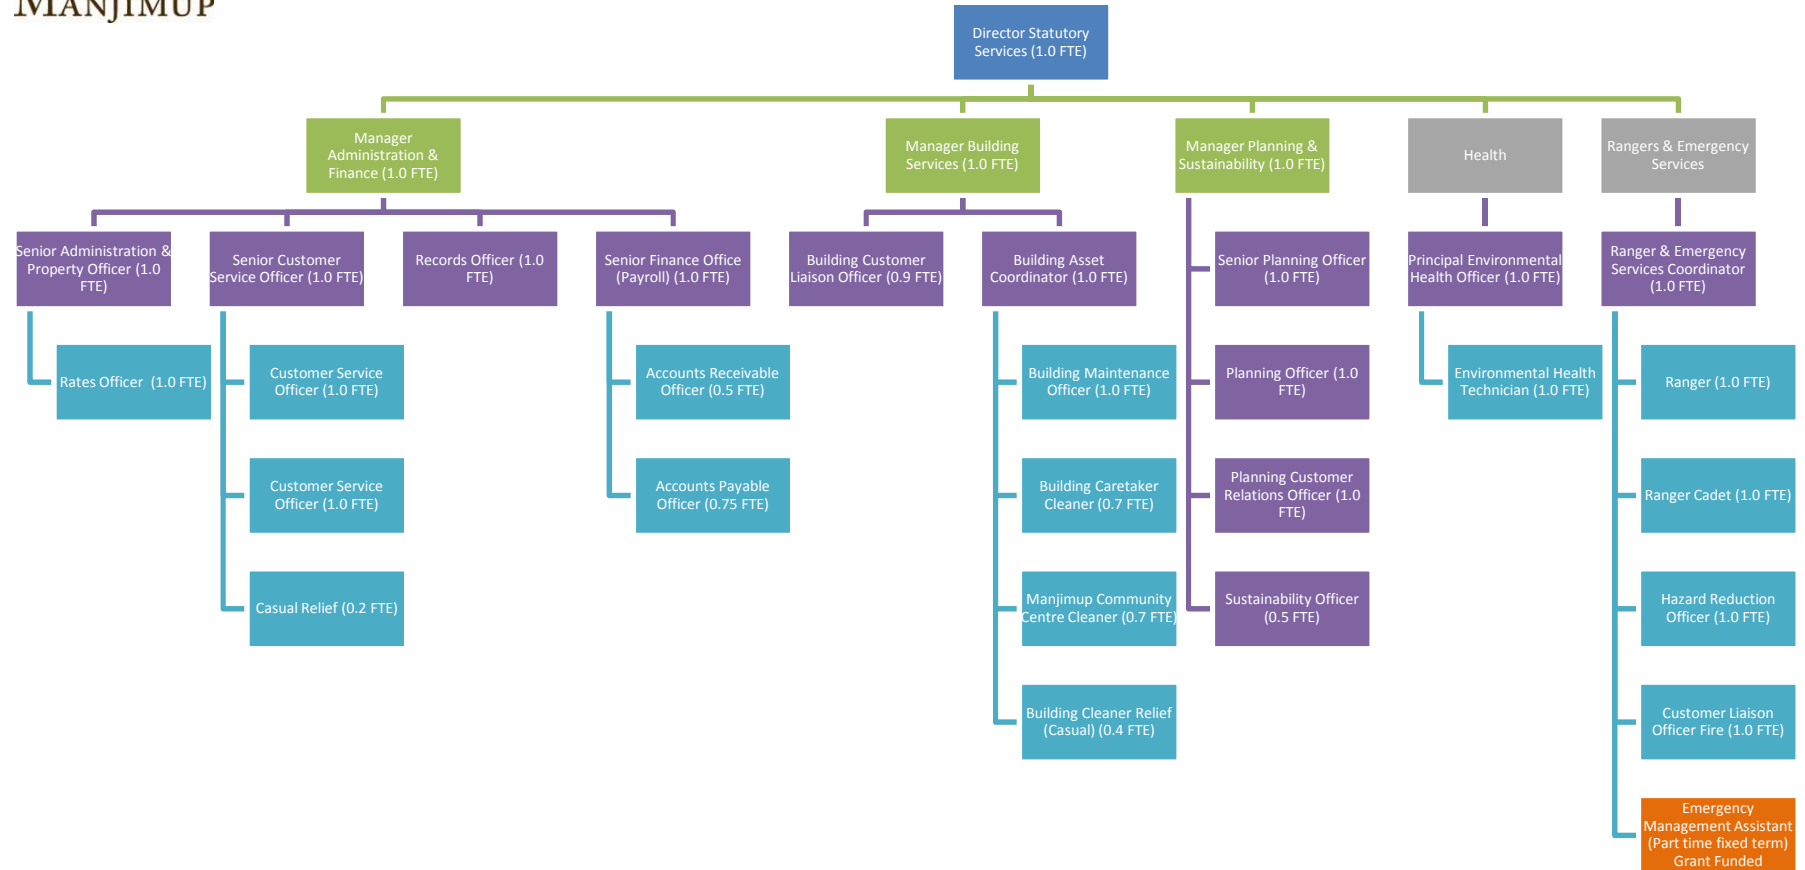 MANJIMUP
Director Statutory
Services (1.0 FTE)
Manager
Administration &
Finance (1.0 FTE)
Manager Building
Services (1.0 FTE)
Manager Planning &
Sustainability (1.0 FTE)
Health
Rangers & Emergency
Services
Senior Administration &
Property Officer (1.0
FTE)
Senior Customer
Service Officer (1.0 FTE)
Records Officer (1.0
FTE)
Senior Finance Office
(Payroll) (1.0 FTE)
Building Customer
Liaison Officer (0.9 FTE)
Building Asset
Coordinator (1.0 FTE)
Senior Planning Officer
(1.0 FTE)
Principal Environmental
Health Officer (1.0 FTE)
Ranger & Emergency
Services Coordinator
(1.0 FTE)
Rates Officer  (1.0 FTE)
Customer Service
Officer (1.0 FTE)
Accounts Receivable
Officer (0.5 FTE)
Building Maintenance
Officer (1.0 FTE)
Planning Officer (1.0
FTE)
Environmental Health
Technician (1.0 FTE)
Ranger (1.0 FTE)
Customer Service
Officer (1.0 FTE)
Accounts Payable
Officer (0.75 FTE)
Building Caretaker
Cleaner (0.7 FTE)
Planning Customer
Relations Officer (1.0
FTE)
Ranger Cadet (1.0 FTE)
Casual Relief (0.2 FTE)
Manjimup Community
Centre Cleaner (0.7 FTE)
Sustainability Officer
(0.5 FTE)
Hazard Reduction
Officer (1.0 FTE)
Building Cleaner Relief
(Casual) (0.4 FTE)
Customer Liaison
Officer Fire (1.0 FTE)
Emergency
Management Assistant
(Part time fixed term)
Grant Funded